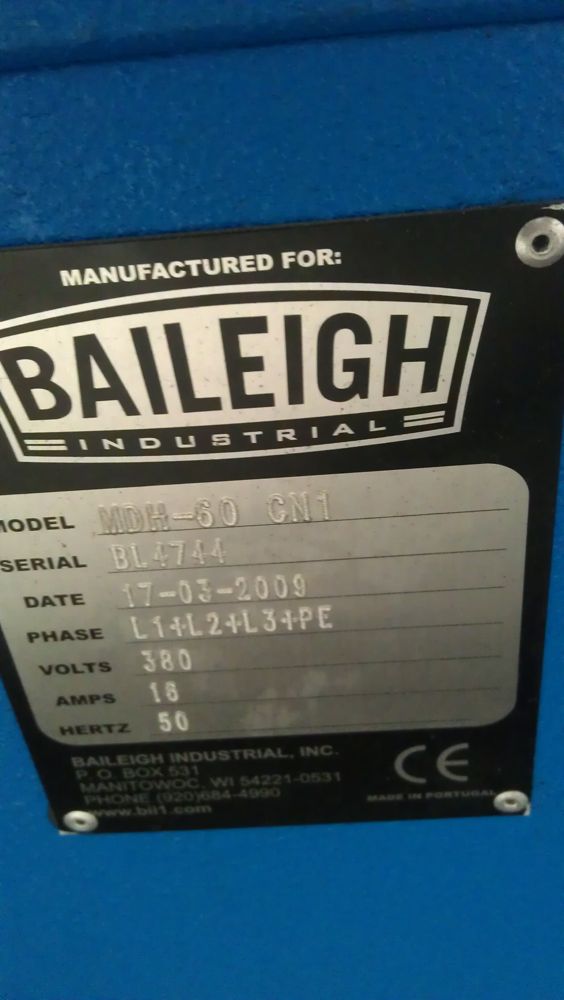 MANUFACTURED FOR:
BAILEIGH
INDUSTRIAL
MODEL MDH-60 CN1
SERIAL BL4744
DATE 17-03-2009
PHASE L1+L2+L3+PE
VOLTS 380
AMPS 16
HERTZ 50
BAILEIGH INDUSTRIAL, INC.
P. O. BOX 531
MANITOWOC, WI 54221-0531
PHONE (920)684-4990
www.bii1.com
CE
MADE IN PORTUGAL